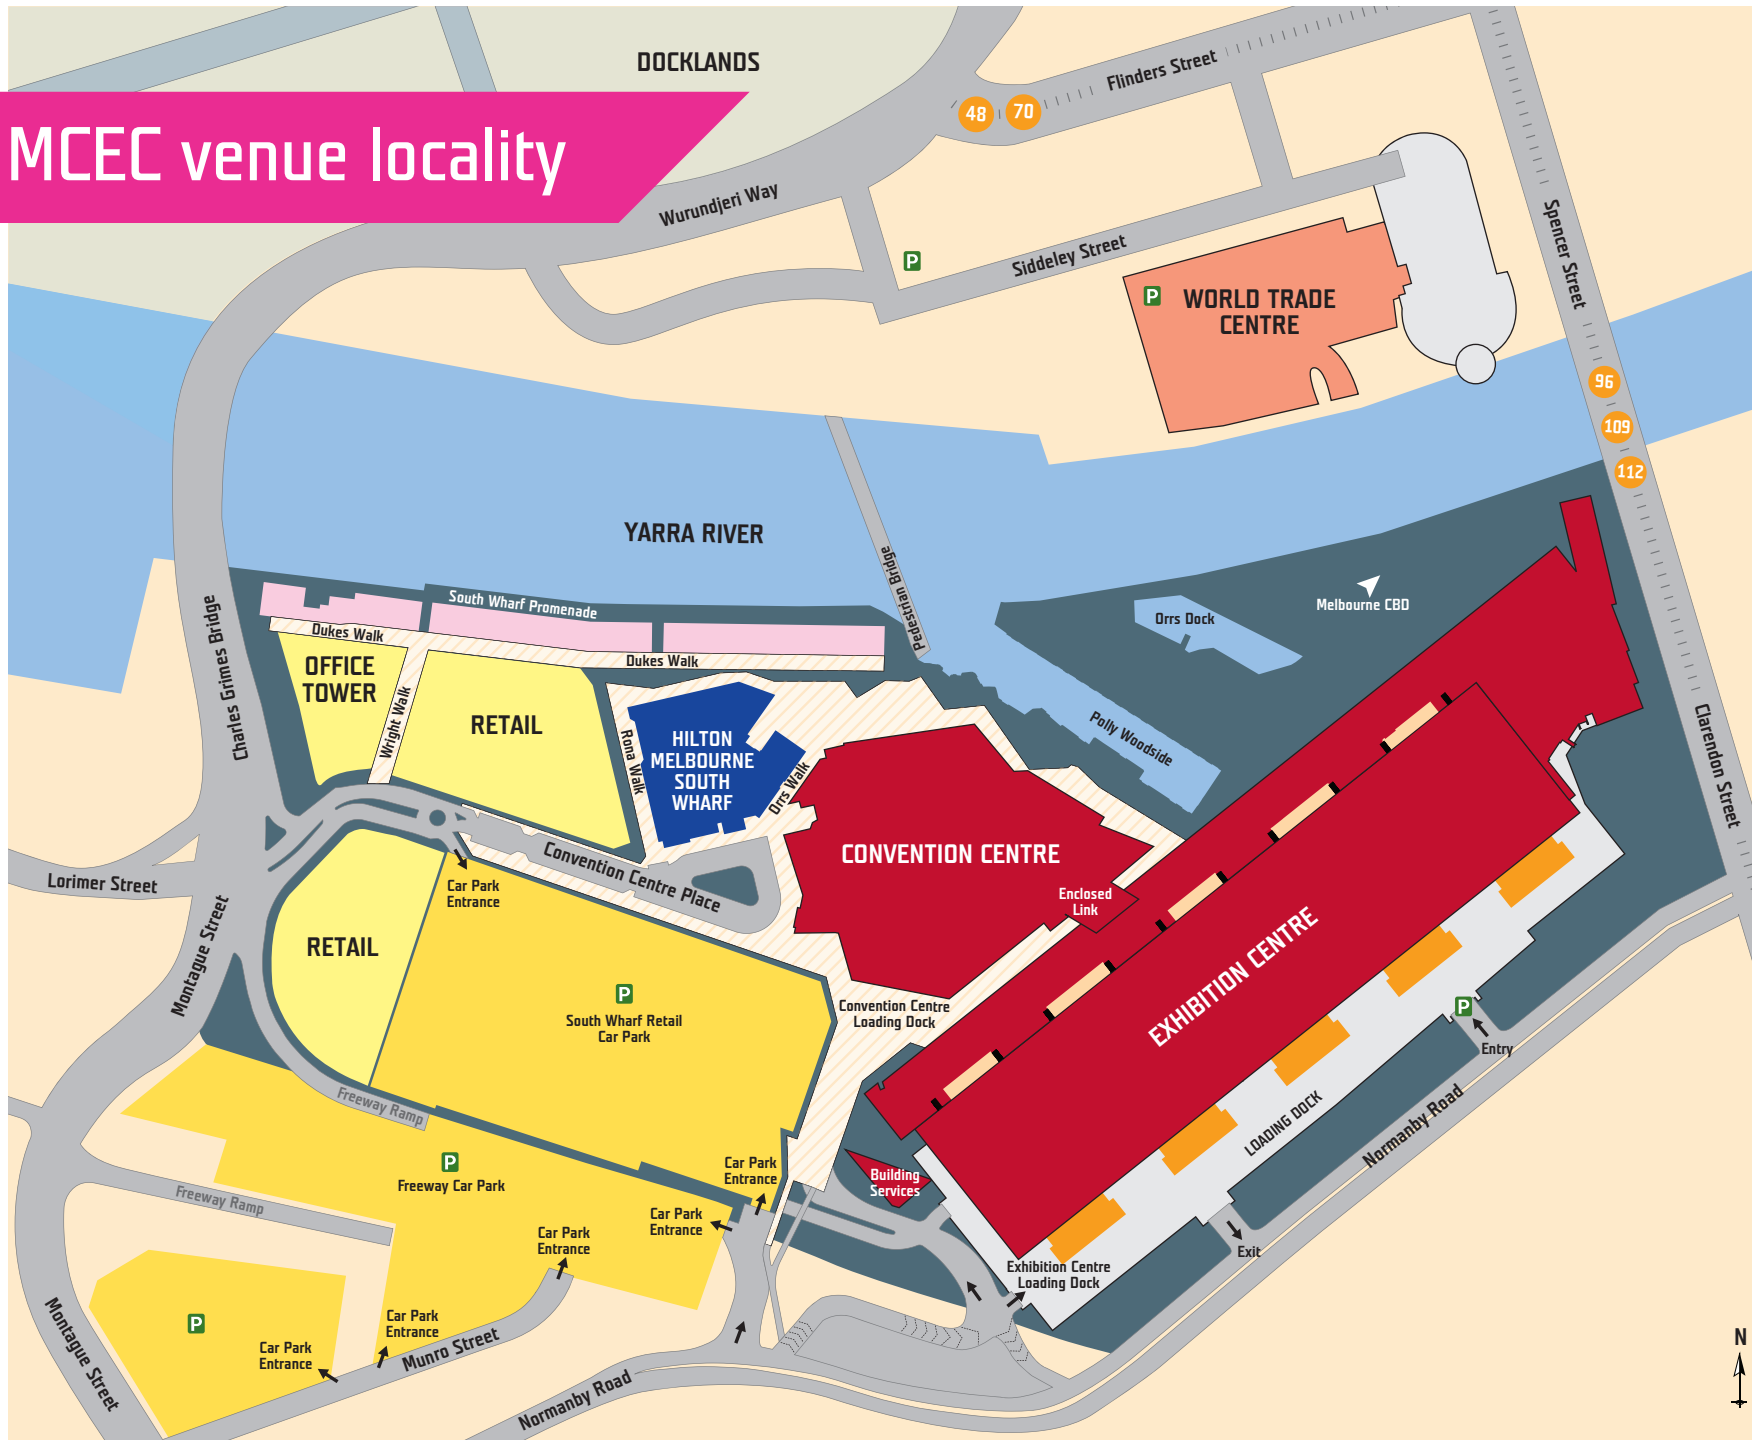 DOCKLANDS
Flinders Street
48
70
MCEC venue locality
Wurundjeri Way
Spencer Street
P
Siddeley Street
P
WORLD TRADE
CENTRE
96
109
112
YARRA RIVER
Pedestrian Bridge
Melbourne CBD
South Wharf Promenade
Orrs Dock
Dukes Walk
Dukes Walk
Charles Grimes Bridge
OFFICE
TOWER
Wright Walk
RETAIL
Rona Walk
HILTON
MELBOURNE
SOUTH
WHARF
Orrs Walk
Polly Woodside
Clarendon Street
CONVENTION CENTRE
Convention Centre Place
Lorimer Street
Car Park
Entrance
Enclosed
Link
Montague Street
RETAIL
EXHIBITION CENTRE
P
South Wharf Retail
Car Park
Convention Centre
Loading Dock
P
Entry
Freeway Ramp
LOADING DOCK
Normanby Road
P
Freeway Car Park
Car Park
Entrance
Building
Services
Freeway Ramp
Car Park
Entrance
Car Park
Entrance
Exit
Exhibition Centre
Loading Dock
P
Car Park
Entrance
Car Park
Entrance
Munro Street
Montague Street
Normanby Road
N